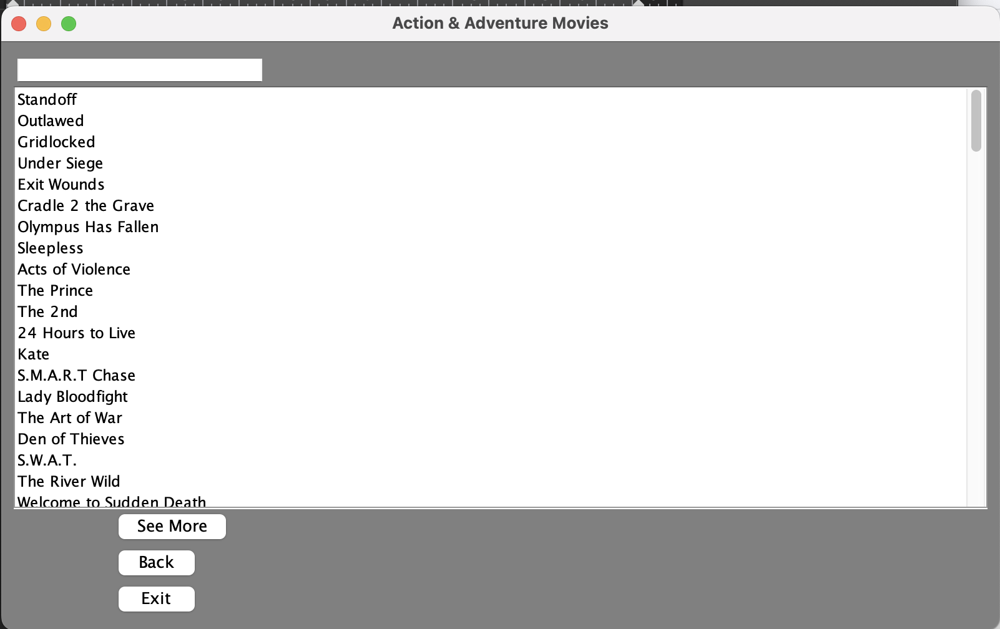 Action & Adventure Movies
Standoff
Outlawed
Gridlocked
Under Siege
Exit Wounds
Cradle 2 the Grave
Olympus Has Fallen
Sleepless
Acts of Violence
The Prince
The 2nd
24 Hours to Live
Kate
S.M.A.R.T Chase
Lady Bloodfight
The Art of War
Den of Thieves
S.W.A.T.
The River Wild
Welcome to Sudden Death
See More
Back
Exit